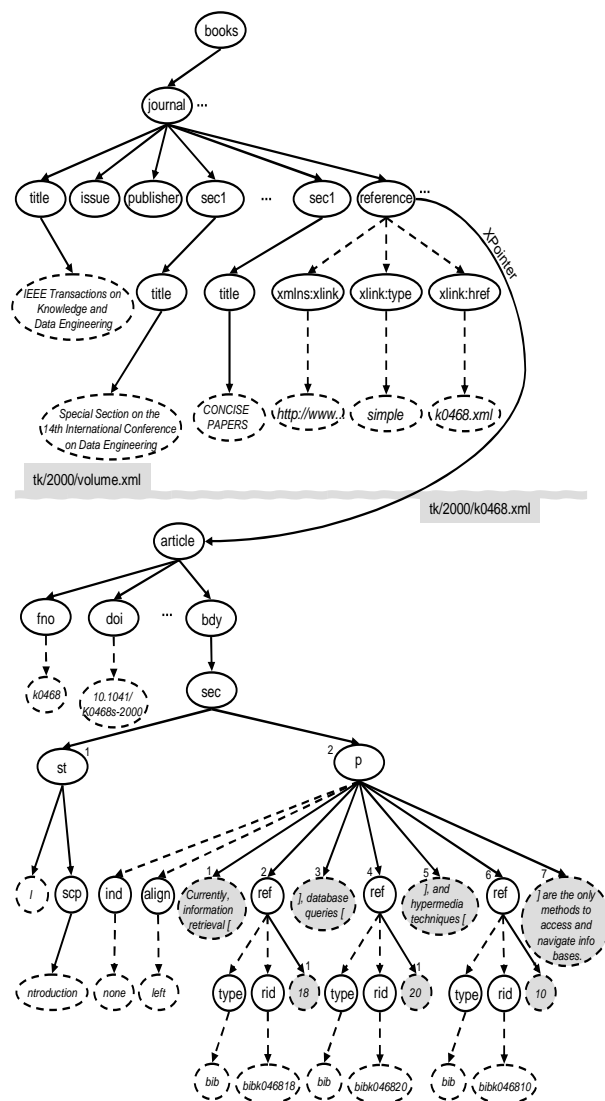 books
journal ...
title
issue
publisher
sec1
...
sec1
reference
...
XPointer
IEEE Transactions on
Knowledge and
Data Engineering
title
title
xmlns:xlink
xlink:type
xlink:href
Special Section on the
14th International Conference
on Data Engineering
CONCISE
PAPERS
http://www..
simple
k0468.xml
tk/2000/volume.xml
tk/2000/k0468.xml
article
fno
doi
...
bdy
k0468
10.1041/
K0468s-2000
sec
1
st
2
p
I
scp
ind
align
1
Currently,
information
retrieval [
2
ref
3
], database
queries [
4
ref
5
], and
hypermedia
techniques [
6
ref
7
] are the only
methods to
access and
navigate info
bases.
ntroduction
none
left
type
rid
1
18
type
rid
1
20
type
rid
10
bib
bibk046818
bib
bibk046820
bib
bibk046810